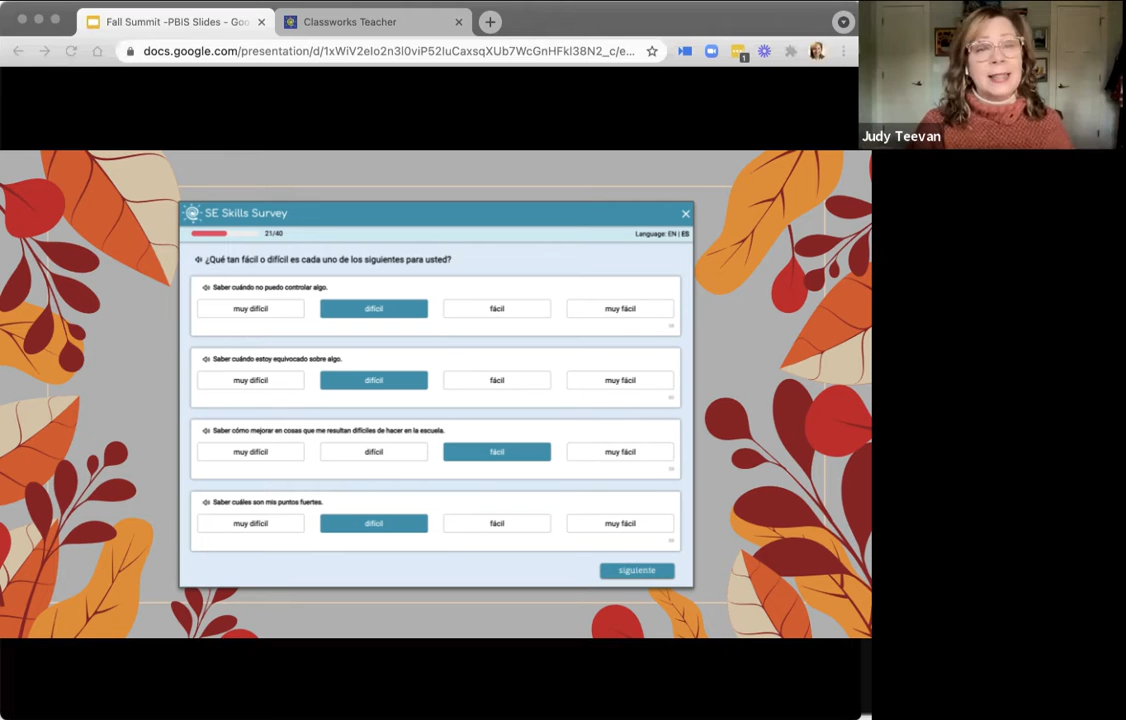 Fall Summit -PBIS Slides - Goo
Classworks Teacher
docs.google.com/presentation/d/1xWiV2eIo2n3l0viP52IuCaxsqXUb7WcGnHFkl38N2_c/e...
1
Judy Teevan
SE Skills Survey
21/40
Language: EN | ES
¿Qué tan fácil o difícil es cada uno de los siguientes para usted?
Saber cuándo no puedo controlar algo.
muy difícil difícil fácil muy fácil
Saber cuándo estoy equivocado sobre algo.
muy difícil difícil fácil muy fácil
Saber cómo mejorar en cosas que me resultan difíciles de hacer en la escuela.
muy difícil difícil fácil muy fácil
Saber cuáles son mis puntos fuertes.
muy difícil difícil fácil muy fácil
siguiente